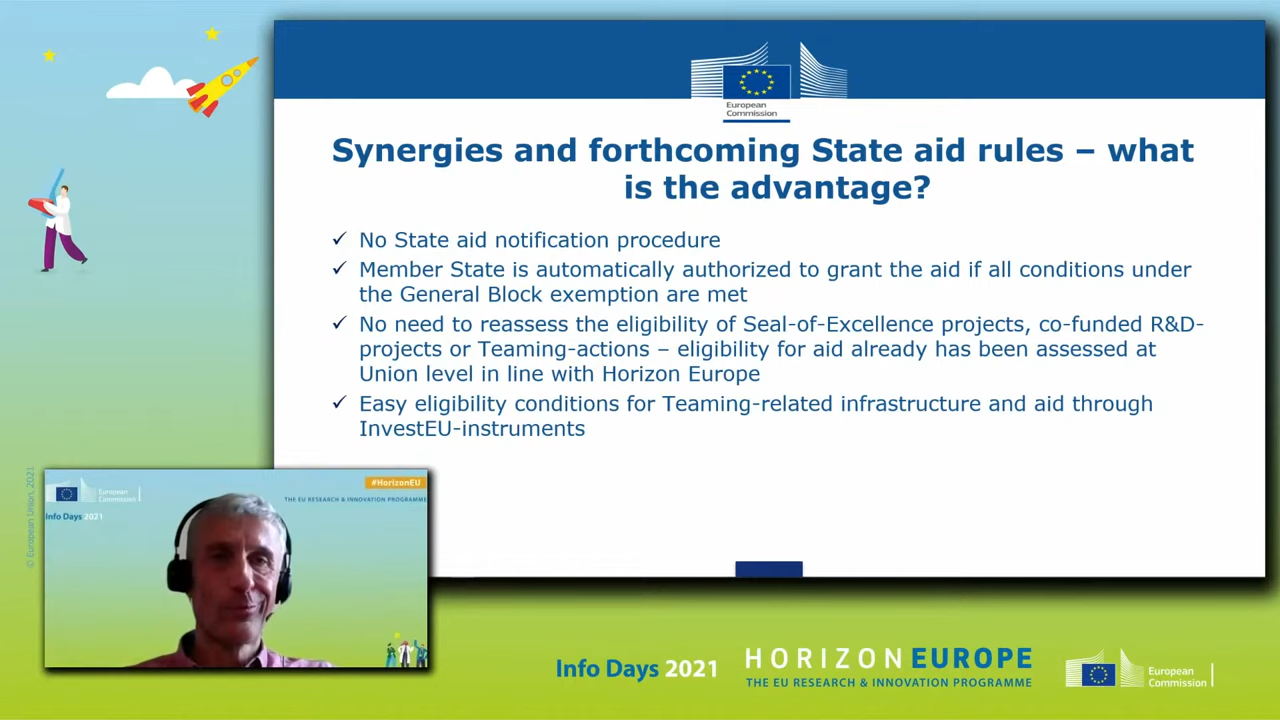 European
Commission
Synergies and forthcoming State aid rules – what
is the advantage?
✓ No State aid notification procedure
✓ Member State is automatically authorized to grant the aid if all conditions under
the General Block exemption are met
✓ No need to reassess the eligibility of Seal-of-Excellence projects, co-funded R&D-
projects or Teaming-actions – eligibility for aid already has been assessed at
Union level in line with Horizon Europe
✓ Easy eligibility conditions for Teaming-related infrastructure and aid through
InvestEU-instruments
© European Union, 2021
European
Commission
#HorizonEU
THE EU RESEARCH & INNOVATION PROGRAMME
Info Days 2021
Info Days 2021
HORIZON EUROPE
THE EU RESEARCH & INNOVATION PROGRAMME
European
Commission